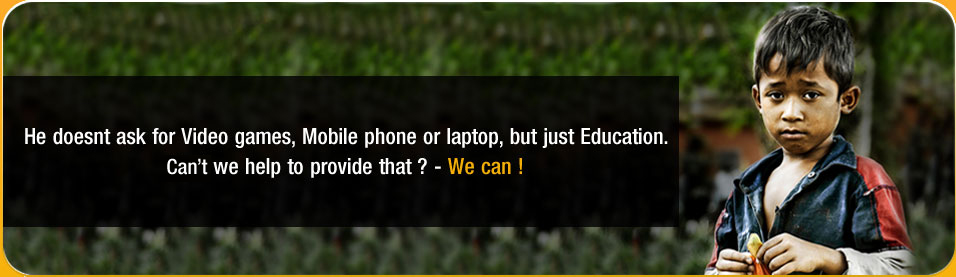 He doesnt ask for Video games, Mobile phone or laptop, but just Education.
Can't we help to provide that ? - We can !